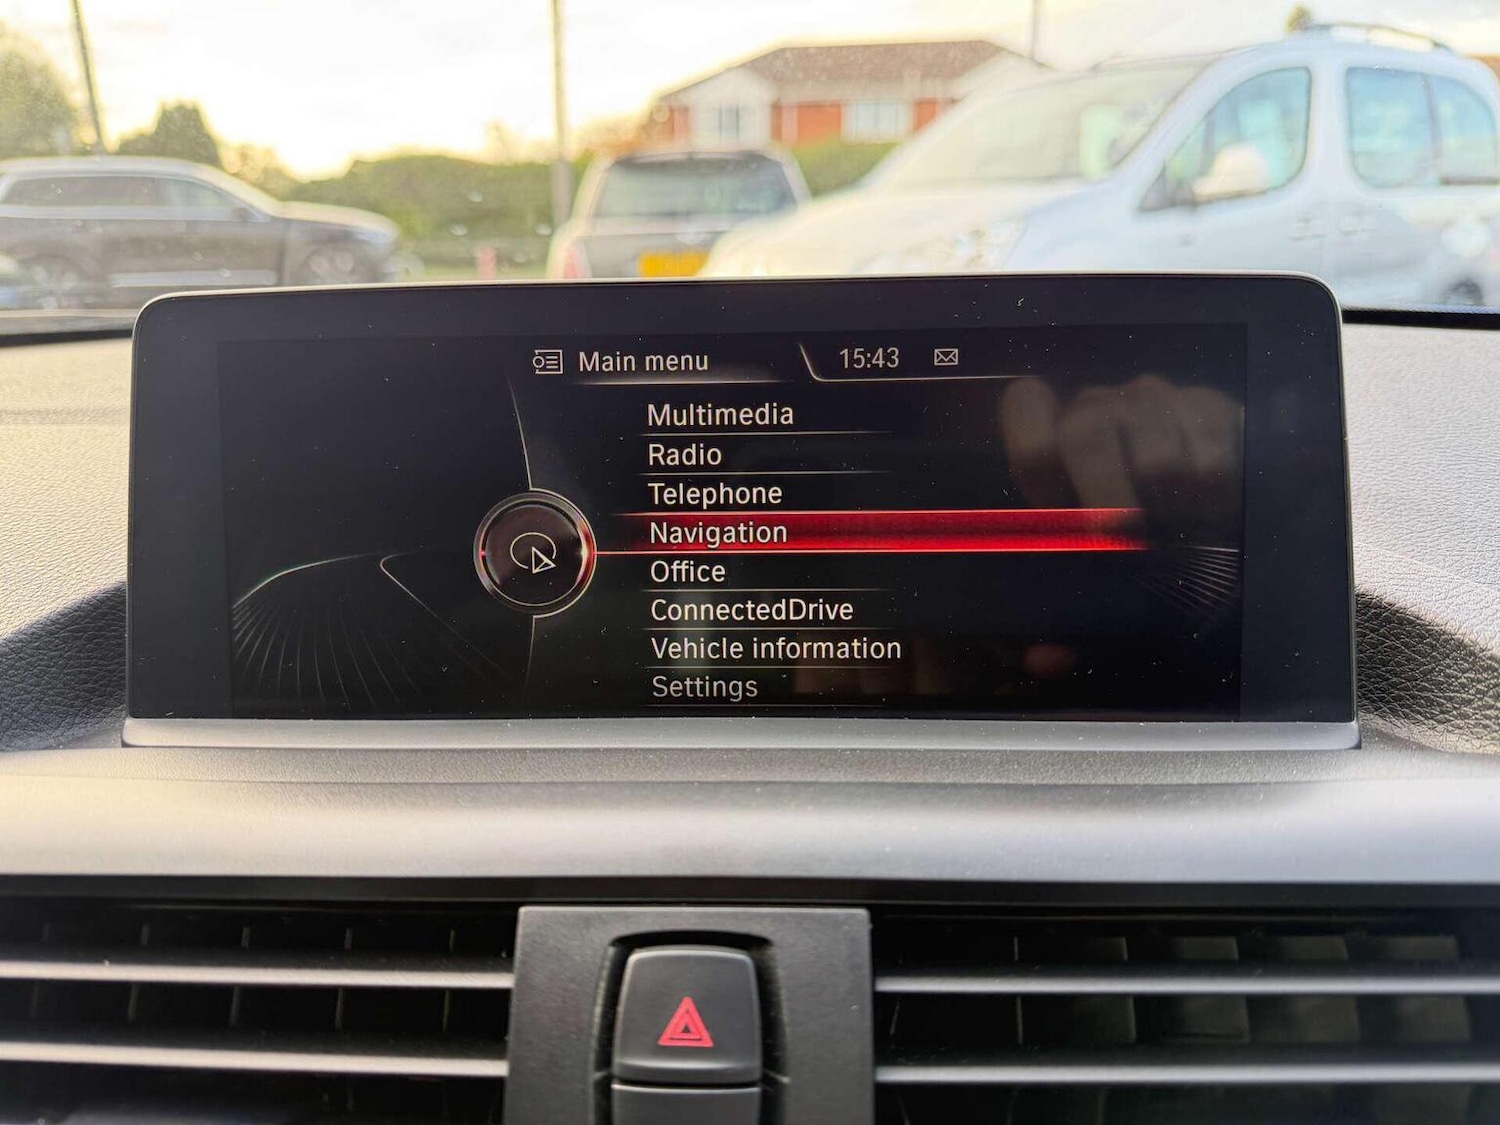 Main menu 15:43
Multimedia
Radio
Telephone
Navigation
Office
ConnectedDrive
Vehicle information
Settings